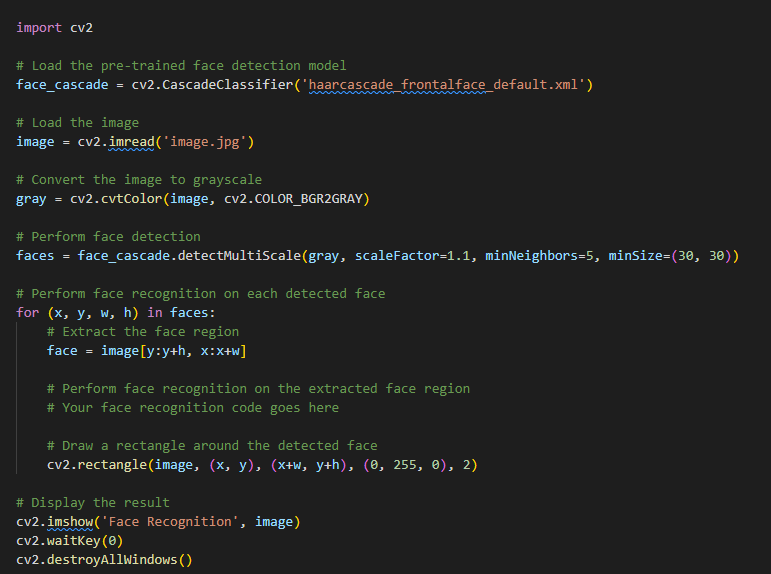 import cv2
# Load the pre-trained face detection model
face_cascade = cv2.CascadeClassifier('haarcascade_frontalface_default.xml')
# Load the image
image = cv2.imread('image.jpg')
# Convert the image to grayscale
gray = cv2.cvtColor(image, cv2.COLOR_BGR2GRAY)
# Perform face detection
faces = face_cascade.detectMultiScale(gray, scaleFactor=1.1, minNeighbors=5, minSize=(30, 30))
# Perform face recognition on each detected face
for (x, y, w, h) in faces:
    # Extract the face region
    face = image[y:y+h, x:x+w]
    # Perform face recognition on the extracted face region
    # Your face recognition code goes here
    # Draw a rectangle around the detected face
    cv2.rectangle(image, (x, y), (x+w, y+h), (0, 255, 0), 2)
# Display the result
cv2.imshow('Face Recognition', image)
cv2.waitKey(0)
cv2.destroyAllWindows()